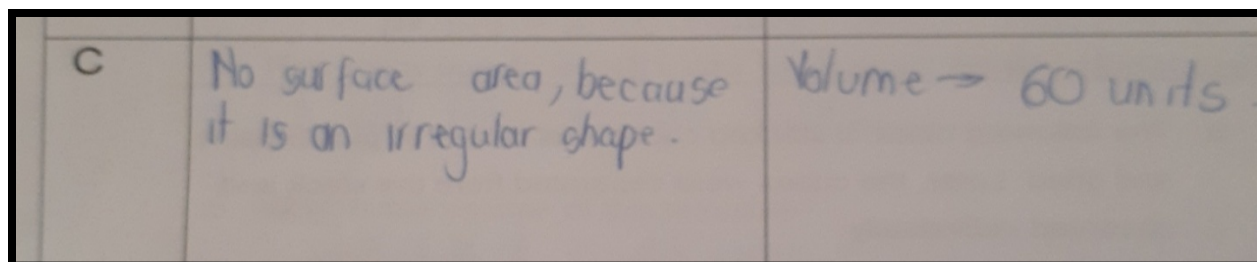 C
No surface area, because
it is an irregular shape.
Volume → 60 units.